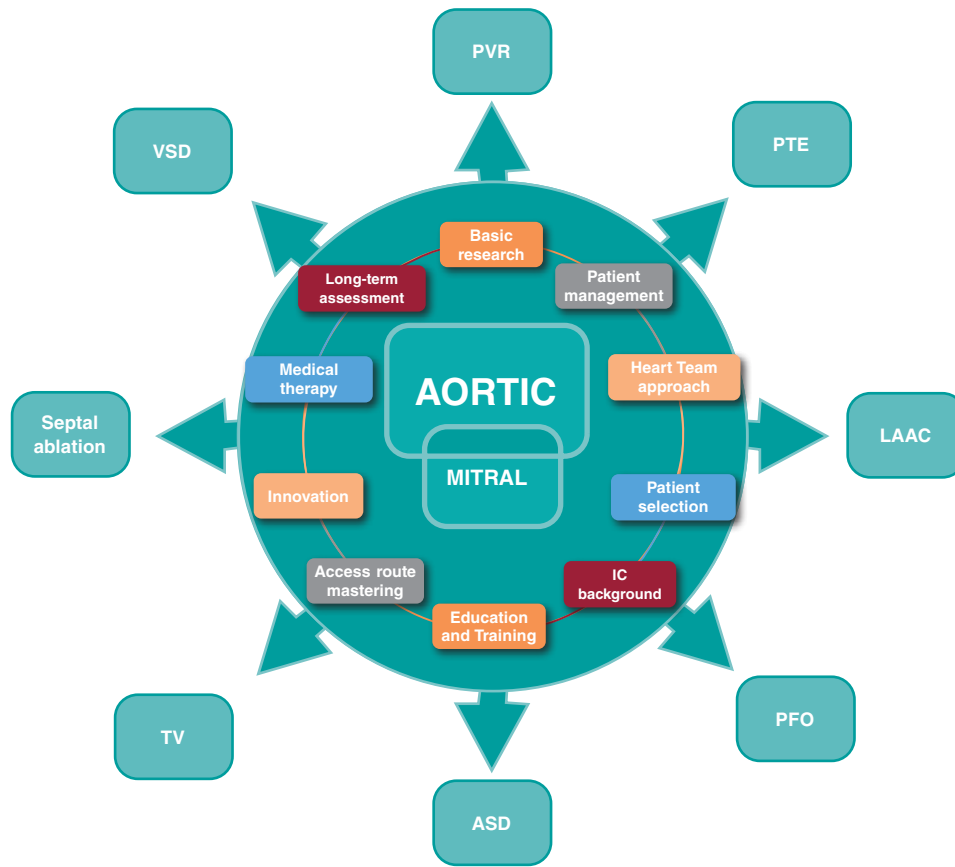 PVR
VSD
PTE
Basic
research
Long-term
assessment
Patient
management
Medical
therapy
Heart Team
approach
AORTIC
Septal
ablation
LAAC
MITRAL
Innovation
Patient
selection
Access route
mastering
IC
background
Education
and Training
TV
PFO
ASD